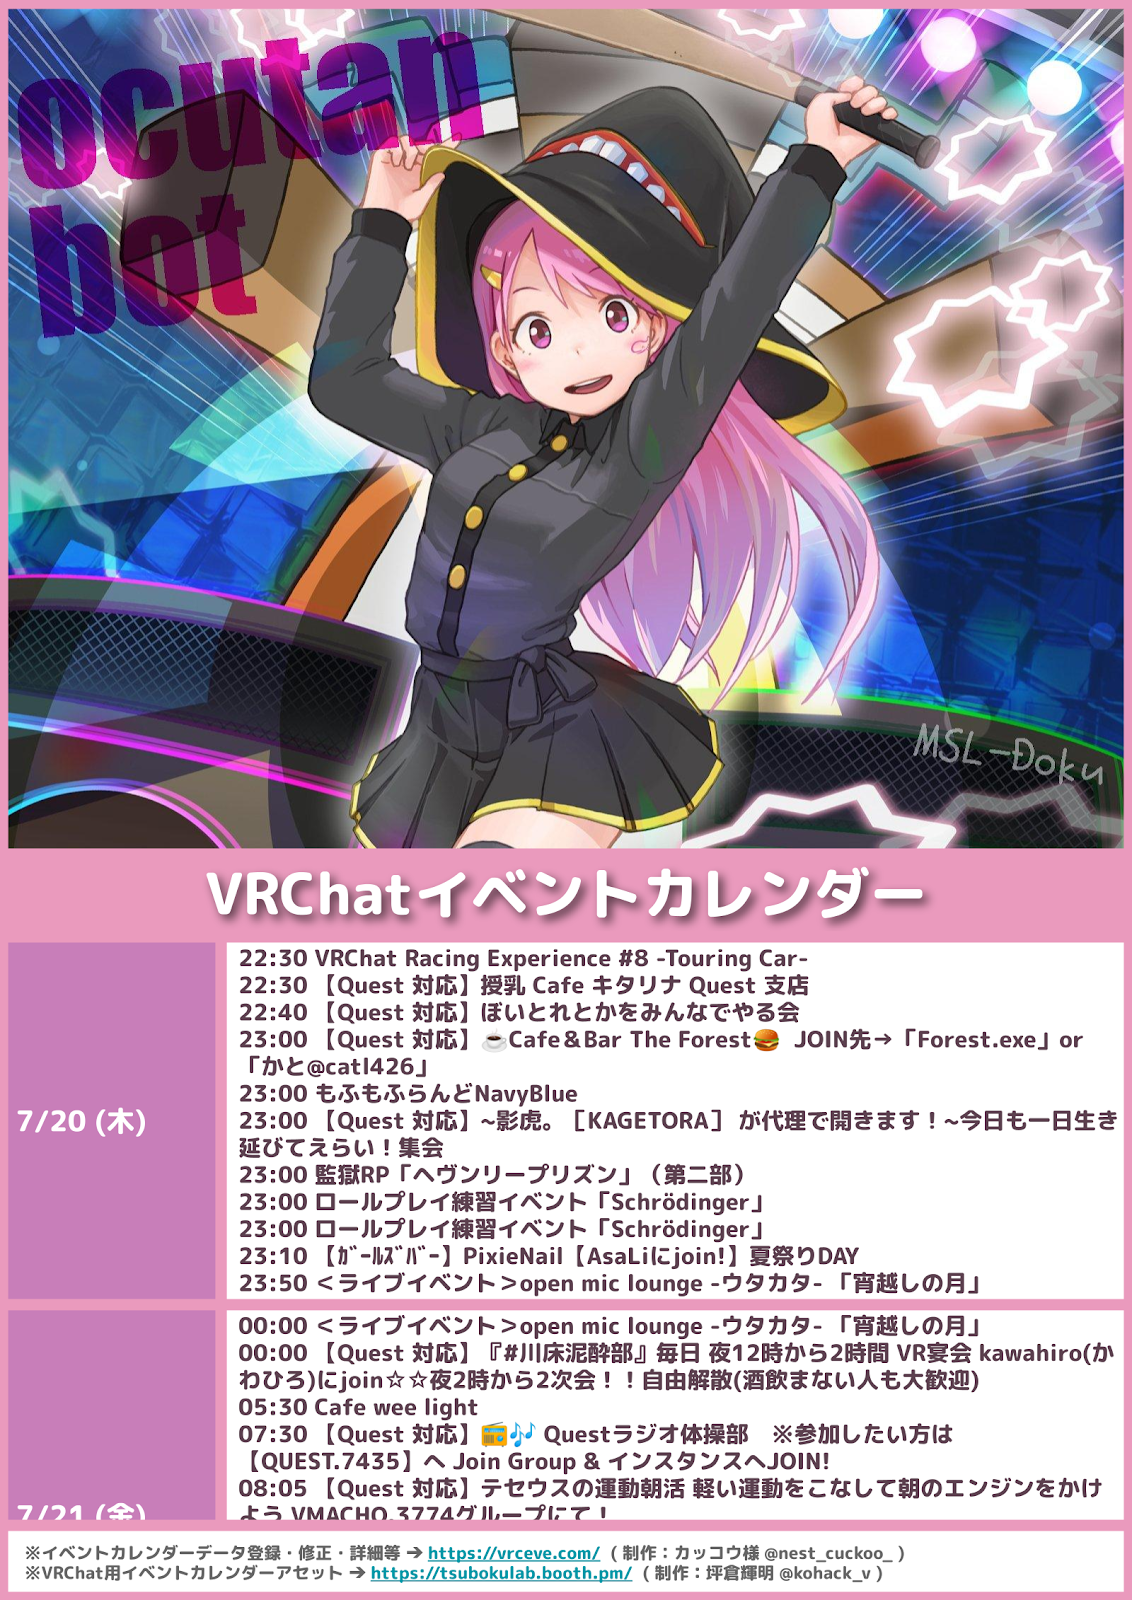 ocutan
bot
MSL-Doku
VRChatイベントカレンダー
7/20 (木)
22:30 VRChat Racing Experience #8 -Touring Car-
22:30 【Quest 対応】授乳 Cafe キタリナ Quest 支店
22:40 【Quest 対応】ぼいとれとかをみんなでやる会
23:00 【Quest 対応】☕Cafe＆Bar The Forest🍔 JOIN先→「Forest.exe」or
「かと@catl426」
23:00 もふもふらんどNavyBlue
23:00 【Quest 対応】~影虎。［KAGETORA］ が代理で開きます！~今日も一日生き
延びてえらい！集会
23:00 監獄RP「ヘヴンリープリズン」（第二部）
23:00 ロールプレイ練習イベント「Schrödinger」
23:00 ロールプレイ練習イベント「Schrödinger」
23:10 【ｶﾞｰﾙｽﾞﾊﾞｰ】PixieNail【AsaLiにjoin!】夏祭りDAY
23:50 ＜ライブイベント＞open mic lounge -ウタカタ- 「宵越しの月」
7/21 (金)
00:00 ＜ライブイベント＞open mic lounge -ウタカタ- 「宵越しの月」
00:00 【Quest 対応】『#川床泥酔部』毎日 夜12時から2時間 VR宴会 kawahiro(か
わひろ)にjoin☆☆夜2時から2次会！！自由解散(酒飲まない人も大歓迎)
05:30 Cafe wee light
07:30 【Quest 対応】📻🎶 Questラジオ体操部　※参加したい方は
【QUEST.7435】へ Join Group & インスタンスへJOIN!
08:05 【Quest 対応】テセウスの運動朝活 軽い運動をこなして朝のエンジンをかけ
よう VMACHO.3774グループにて！
※イベントカレンダーデータ登録・修正・詳細等 ➔ https://vrceve.com/ ( 制作：カッコウ様 @nest_cuckoo_ )
※VRChat用イベントカレンダーアセット ➔ https://tsubokulab.booth.pm/ ( 制作：坪倉輝明 @kohack_v )